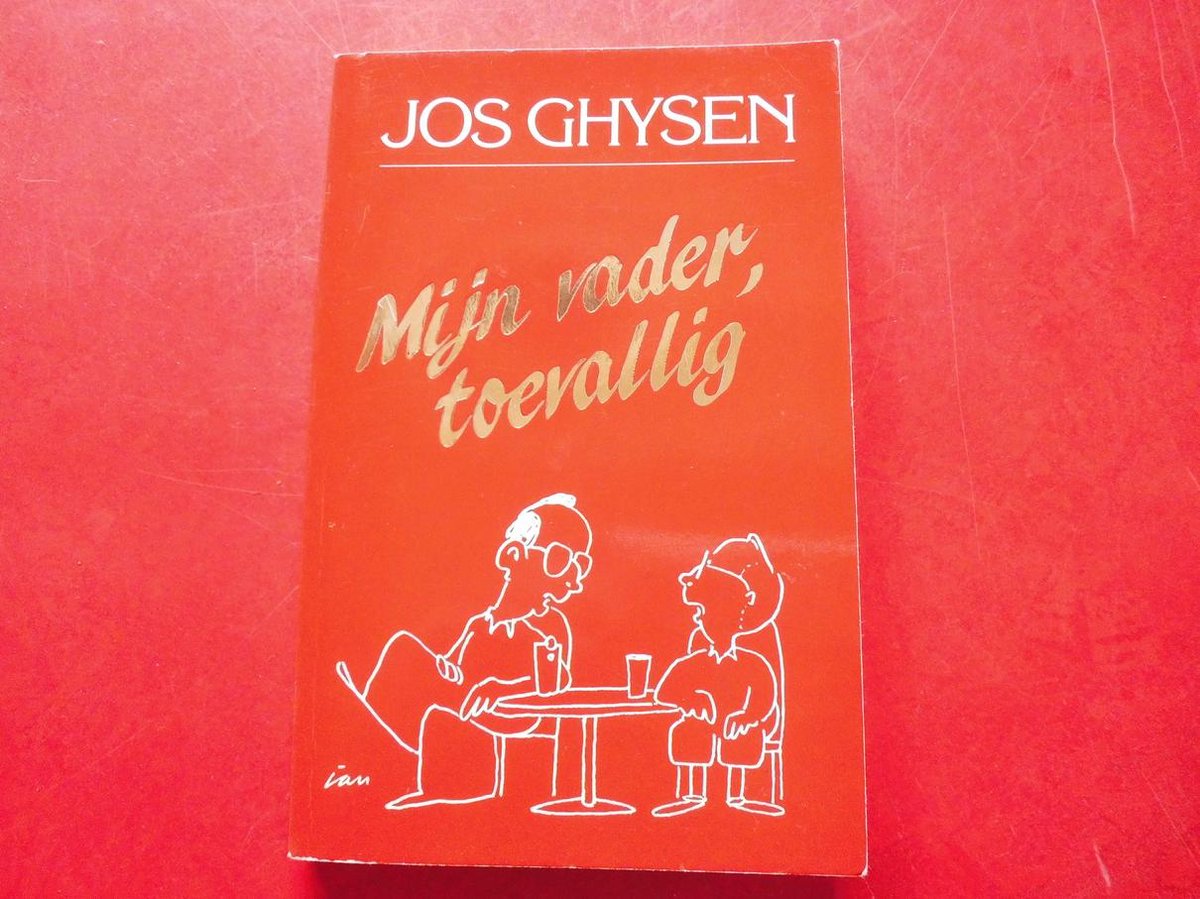 JOS GHYSEN
Mijn vader,
toevallig
ian